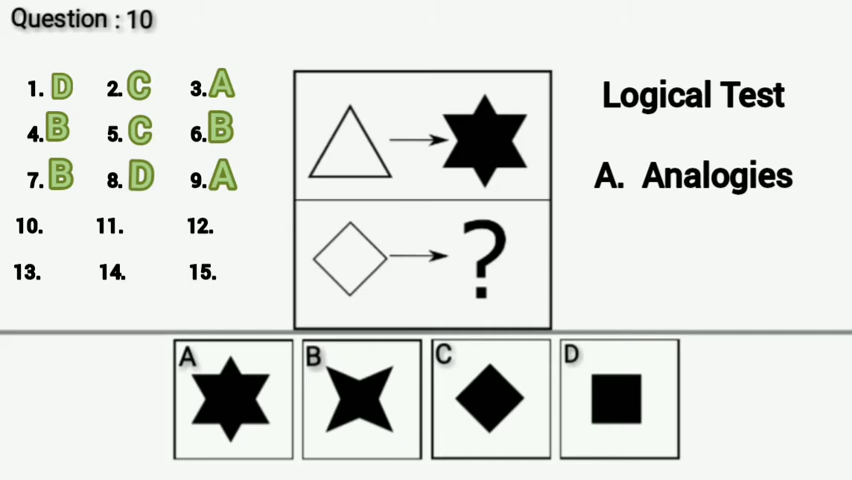 Question : 10
1. D 2. C 3. A
4. B 5. C 6. B
7. B 8. D 9. A
10. 11. 12.
13. 14. 15.
?
Logical Test
A. Analogies
A B C D